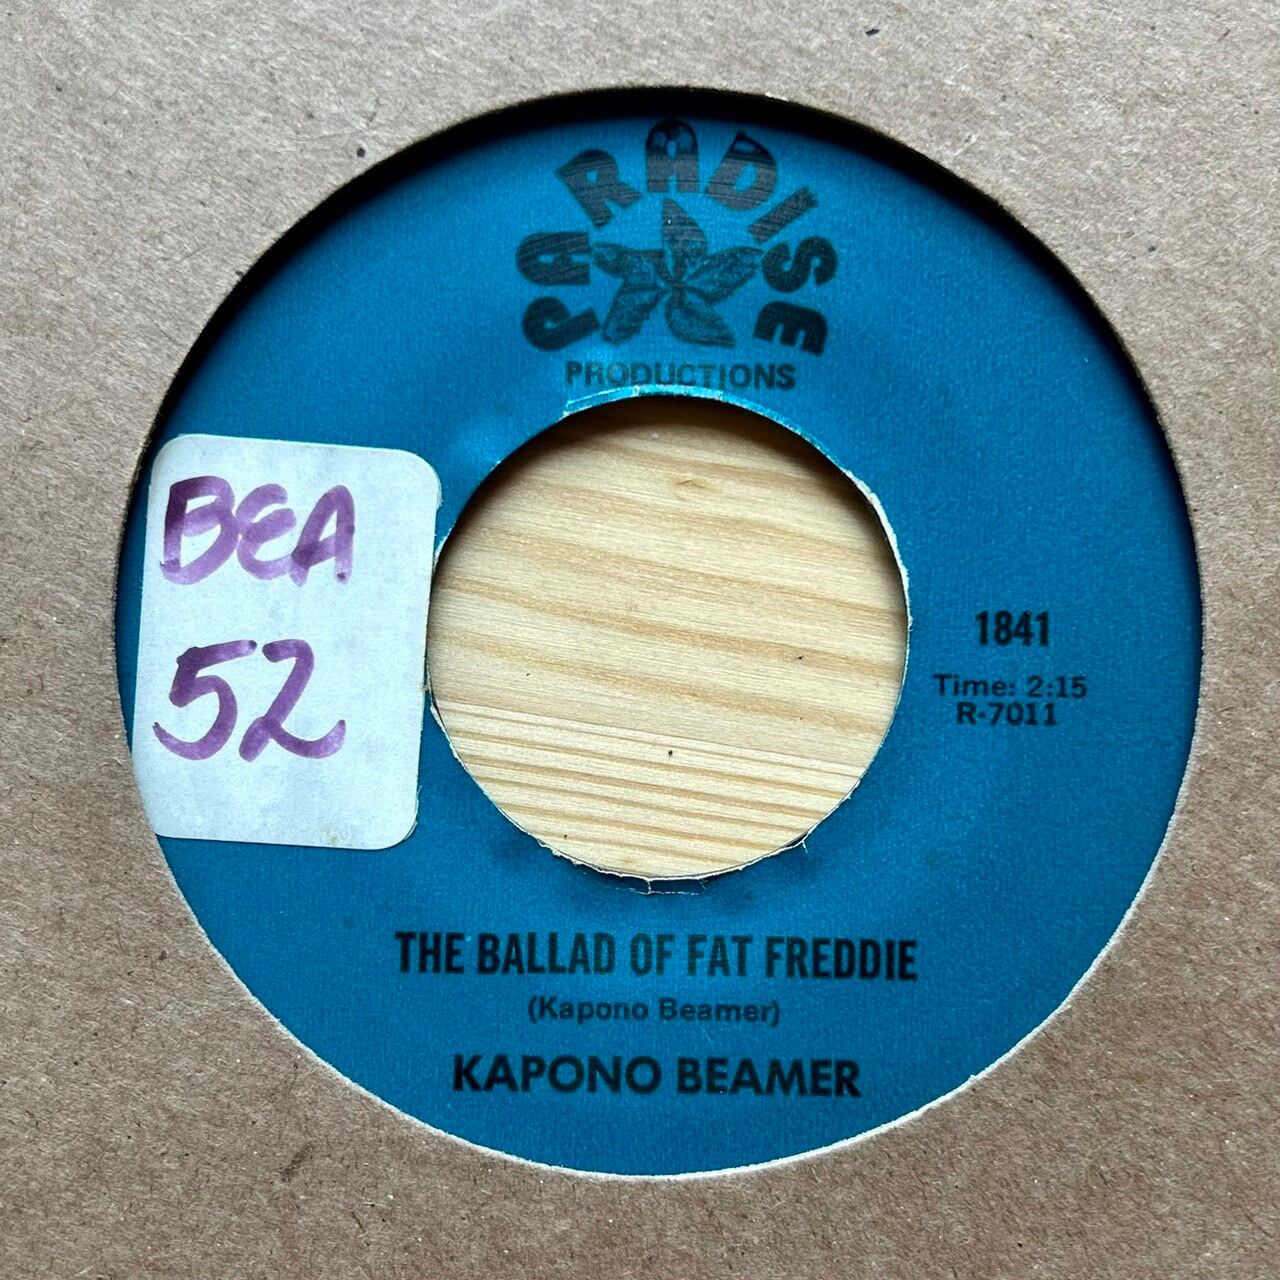 PARADISE
PRODUCTIONS
BEA
52
1841
Time: 2:15
R-7011
THE BALLAD OF FAT FREDDIE
(Kapono Beamer)
KAPONO BEAMER